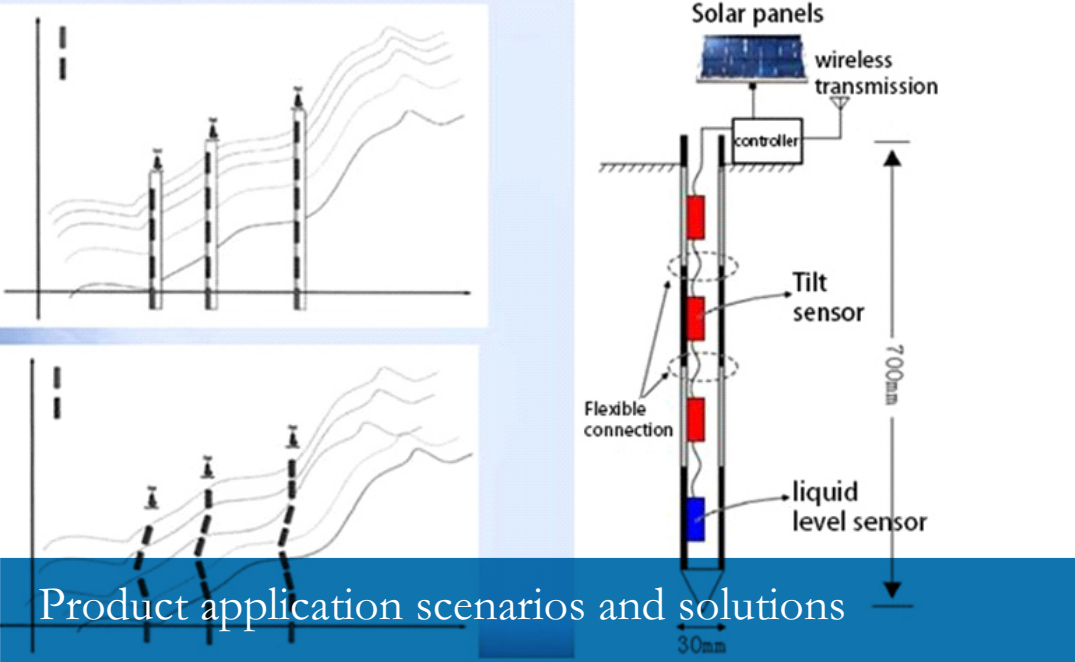 Solar panels
wireless
transmission
controller
Tilt
sensor
700mm
Flexible
connection
liquid
level sensor
Product application scenarios and solutions
30mm